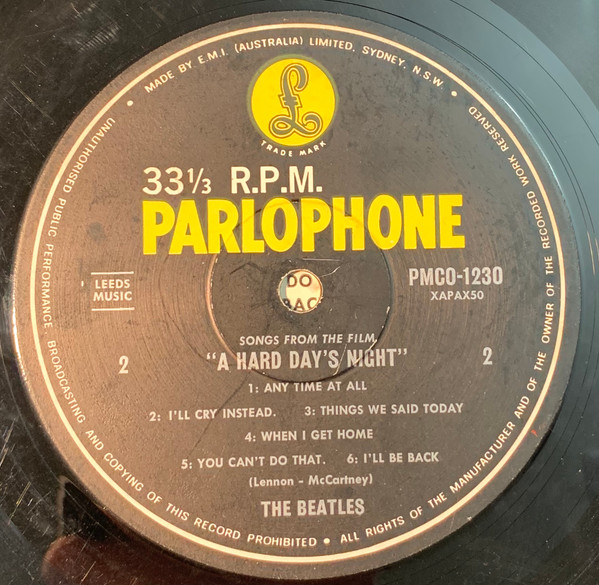 MADE BY E.M.I. (AUSTRALIA) LIMITED, SYDNEY, N.S.W. •
ALL RIGHTS OF THE MANUFACTURER AND OF THE OWNER OF THE RECORDED WORK RESERVED
UNAUTHORISED PUBLIC PERFORMANCE, BROADCASTING AND COPYING OF THIS RECORD PROHIBITED •
£
TRADE MARK
33⅓ R.P.M.
PARLOPHONE
LEEDS
MUSIC
DO
BAC
PMCO-1230
XAPAX50
SONGS FROM THE FILM,
2 "A HARD DAY'S NIGHT" 2
1: ANY TIME AT ALL
2: I'LL CRY INSTEAD. 3: THINGS WE SAID TODAY
4: WHEN I GET HOME
5: YOU CAN'T DO THAT. 6: I'LL BE BACK
(Lennon - McCartney)
THE BEATLES